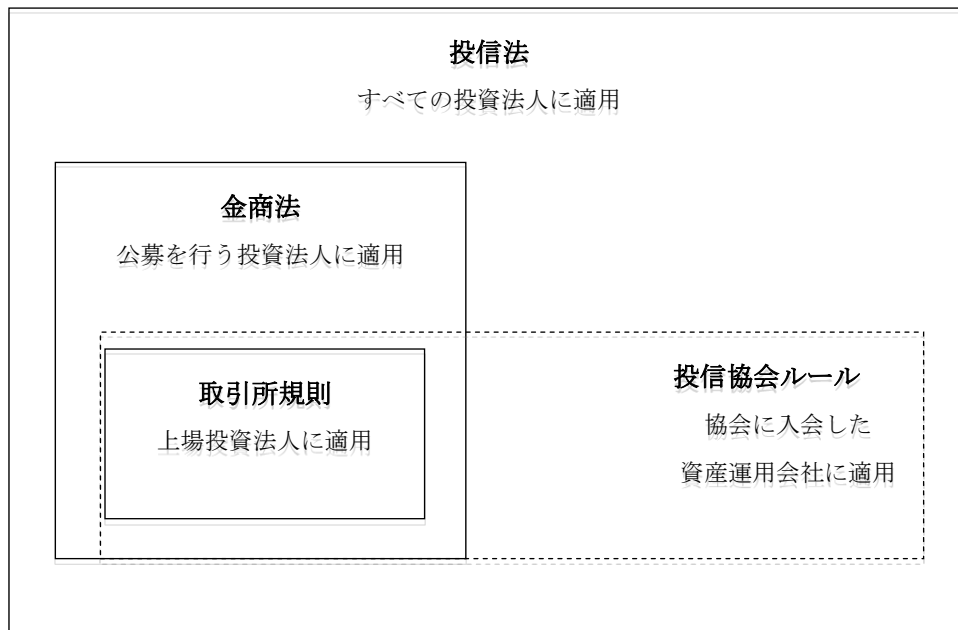 投信法
すべての投資法人に適用
金商法
公募を行う投資法人に適用
取引所規則
上場投資法人に適用
投信協会ルール
協会に入会した
資産運用会社に適用